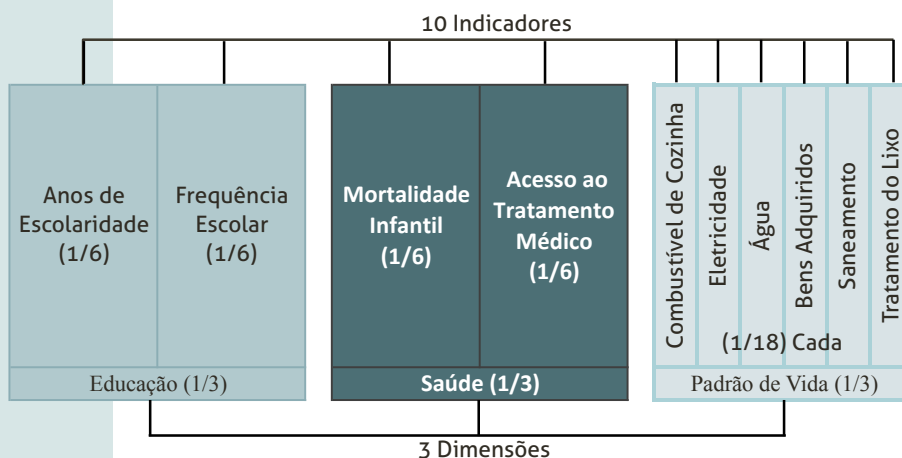 10 Indicadores
Anos de
Escolaridade
(1/6)
Frequência
Escolar
(1/6)
Mortalidade
Infantil
(1/6)
Acesso ao
Tratamento
Médico
(1/6)
Combustível de Cozinha
Eletricidade
Água
Bens Adquiridos
Saneamento
Tratamento do Lixo
(1/18) Cada
Educação (1/3)
Saúde (1/3)
Padrão de Vida (1/3)
3 Dimensões